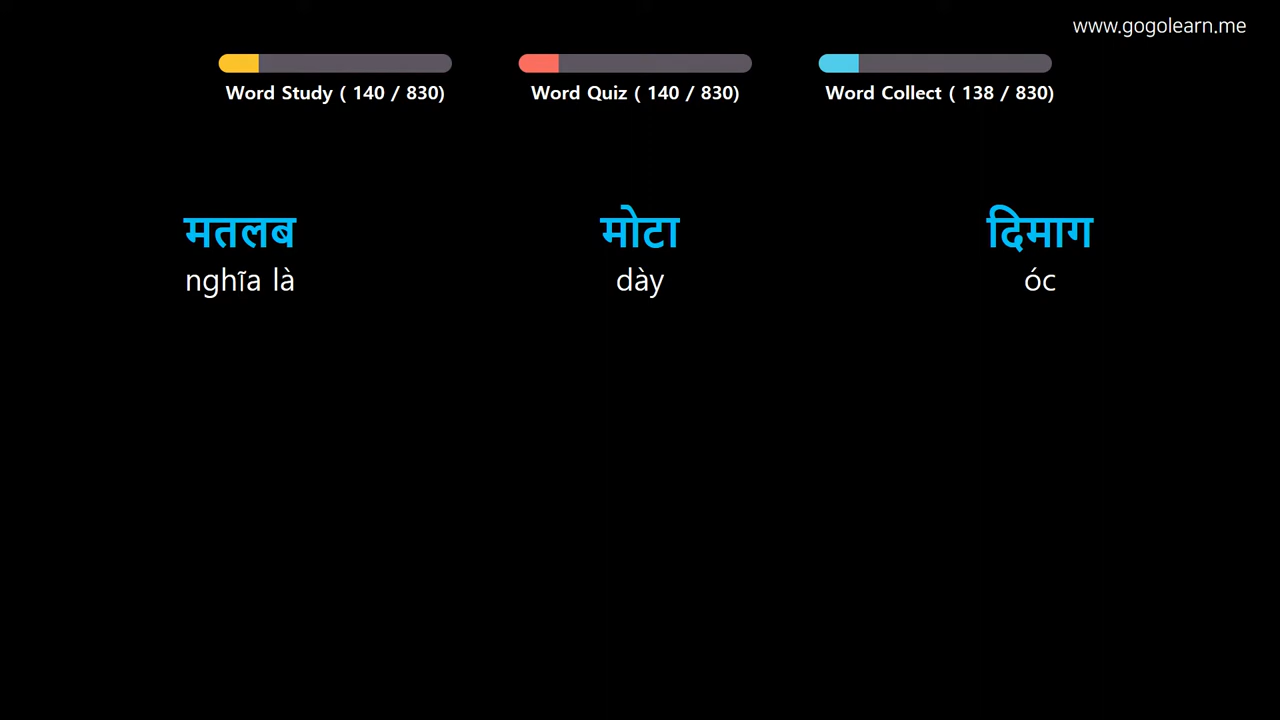 www.gogolearn.me
Word Study ( 140 / 830)
Word Quiz ( 140 / 830)
Word Collect ( 138 / 830)
मतलब
nghĩa là
मोटा
dày
दिमाग
óc